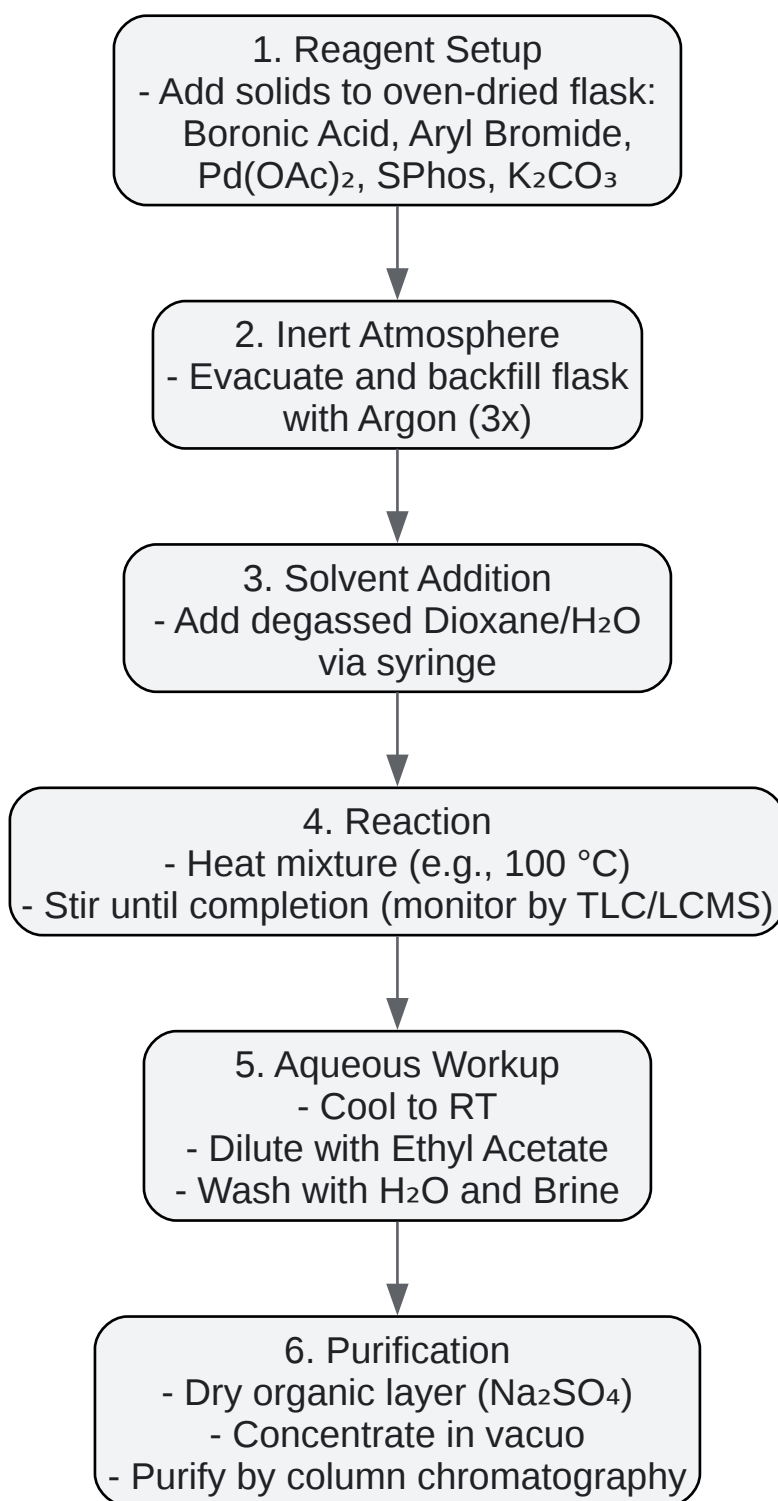 1. Reagent Setup
- Add solids to oven-dried flask:
Boronic Acid, Aryl Bromide,
Pd(OAc)₂, SPhos, K₂CO₃
2. Inert Atmosphere
- Evacuate and backfill flask
with Argon (3x)
3. Solvent Addition
- Add degassed Dioxane/H₂O
via syringe
4. Reaction
- Heat mixture (e.g., 100 °C)
- Stir until completion (monitor by TLC/LCMS)
5. Aqueous Workup
- Cool to RT
- Dilute with Ethyl Acetate
- Wash with H₂O and Brine
6. Purification
- Dry organic layer (Na₂SO₄)
- Concentrate in vacuo
- Purify by column chromatography